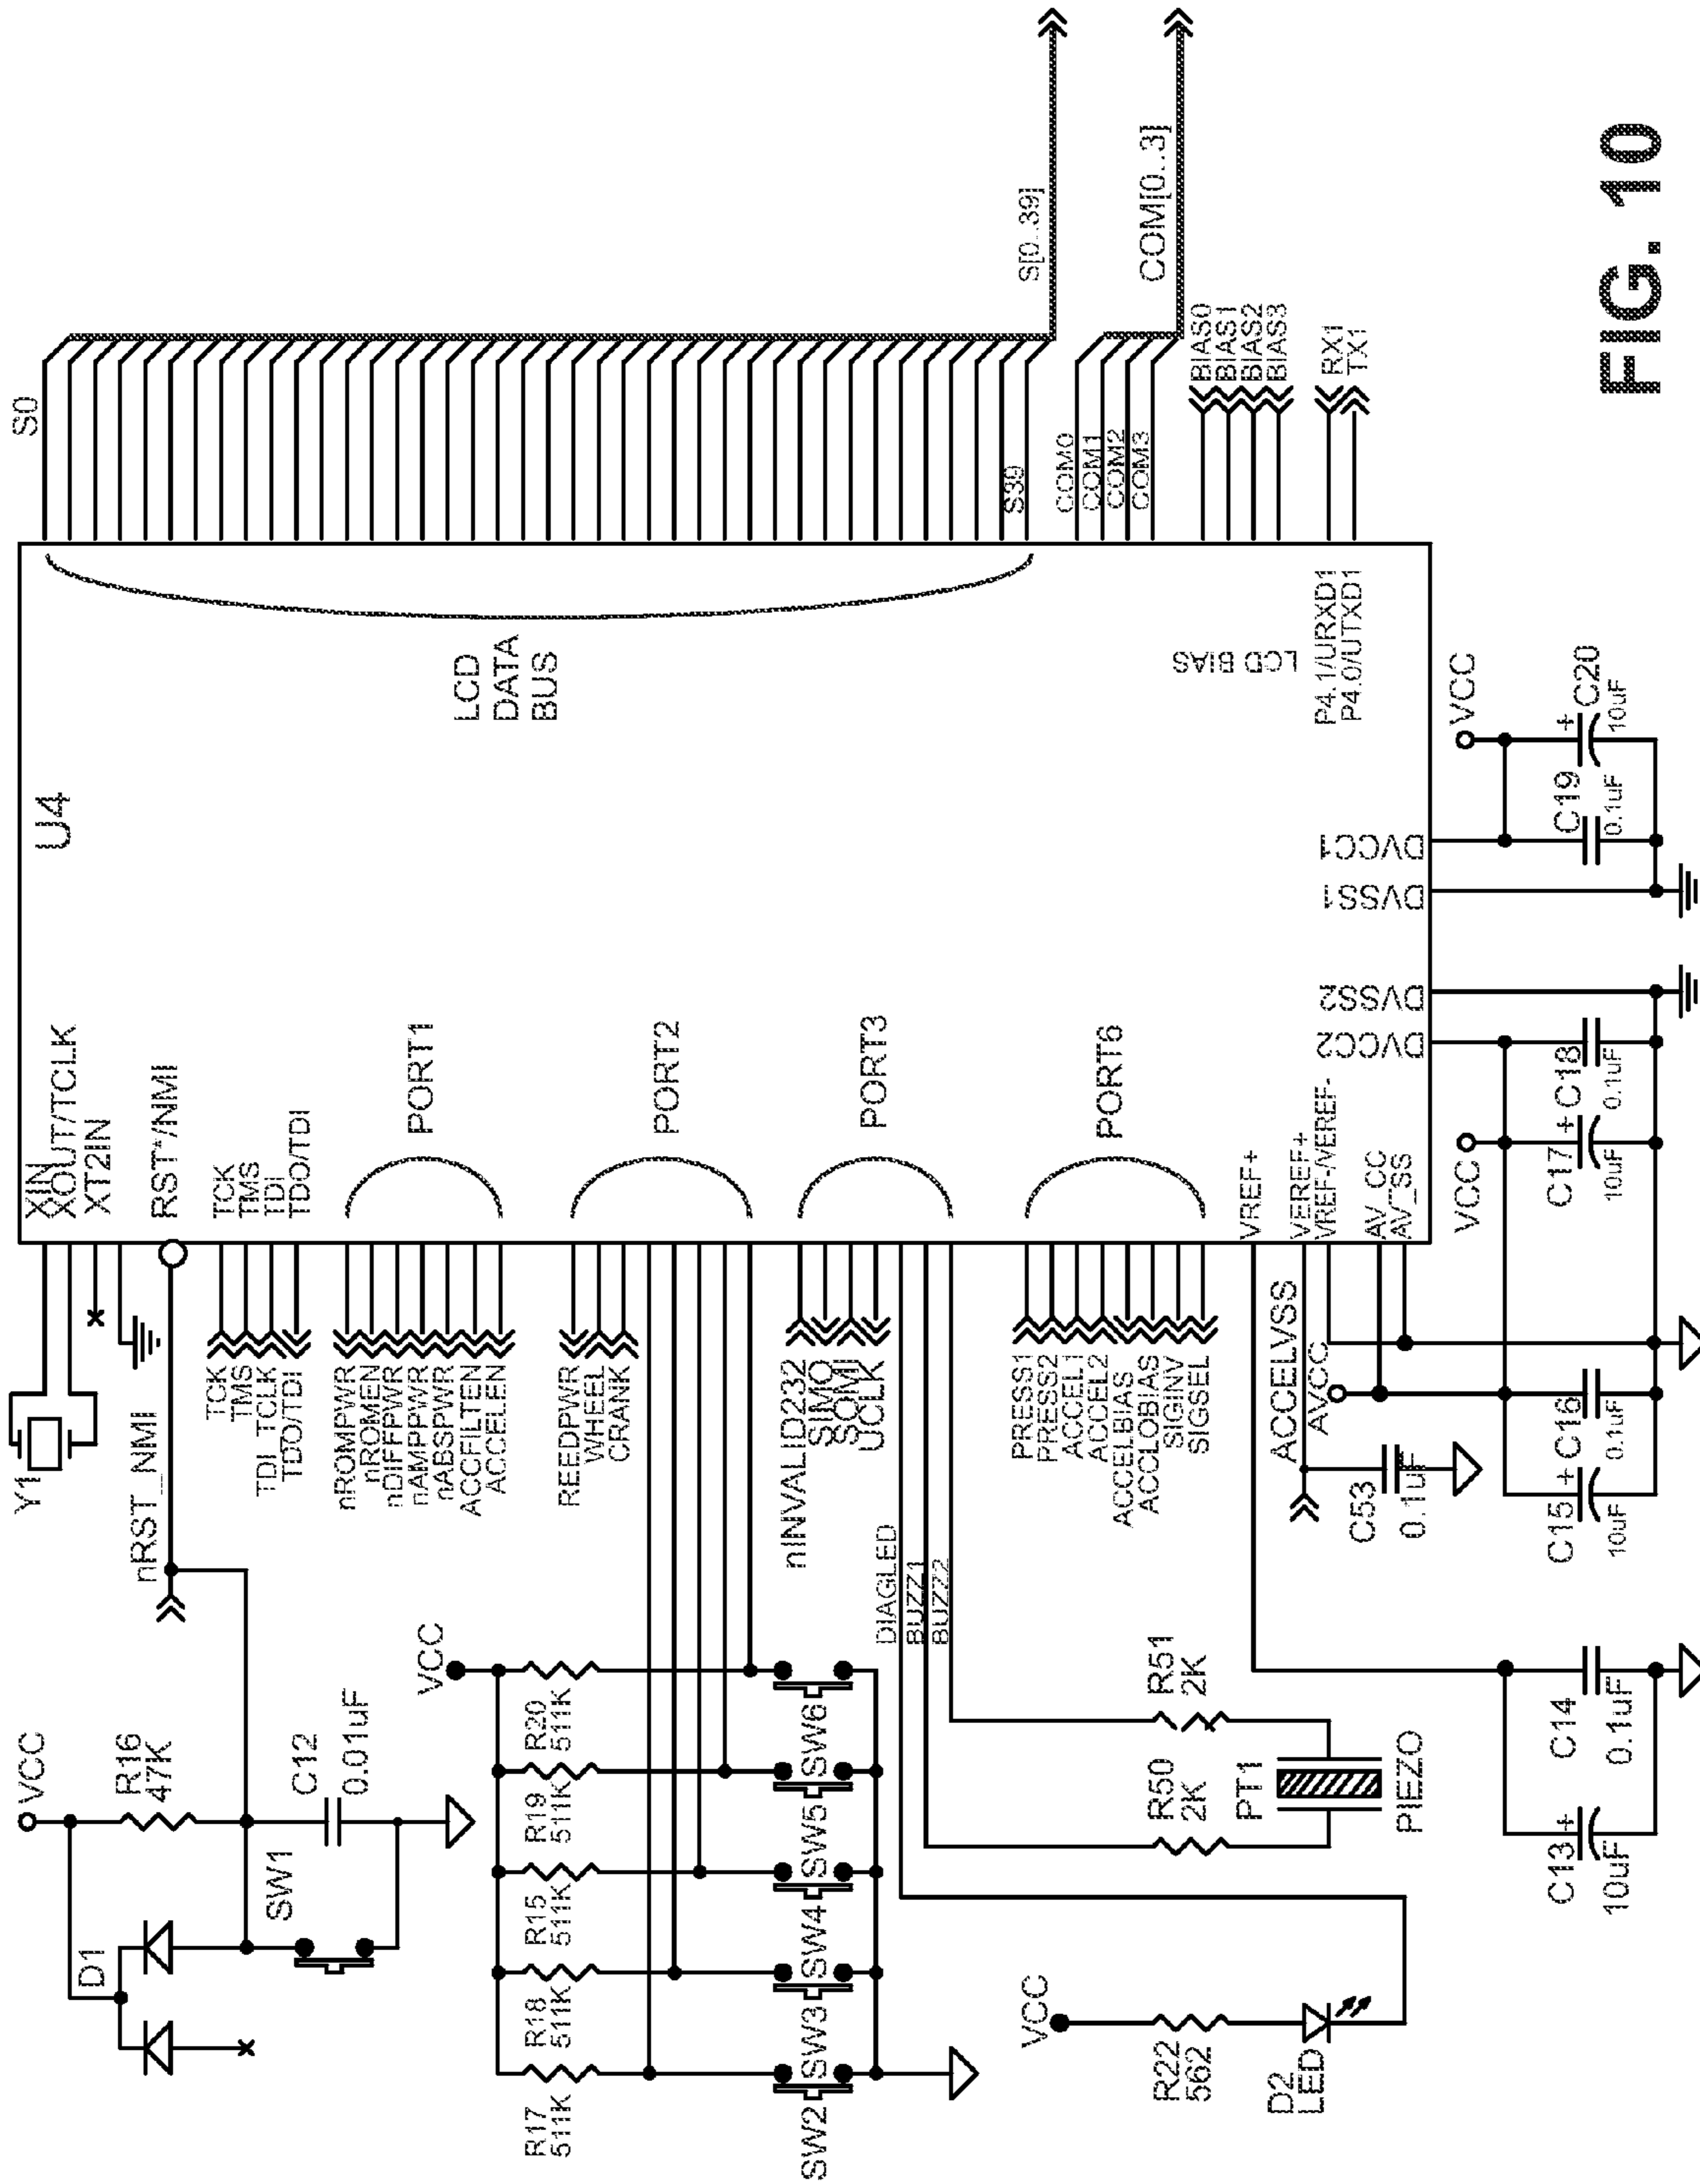 VCC
R16
47K
D1
SW1
C12
0.01uF
nRST_NMI
Y1
XIN
XOUT/TCLK
XT2IN
RST*/NMI
U4
TCK
TMS
TDI_TCLK
TDO/TDI
TCK
TMS
TDI
TDO/TDI
nROMPWR
nROMEN
nDIFFPWR
nAMPPWR
nABSPWR
ACCFILTEN
ACCELEN
PORT1
VCC
R17
511K
R18
511K
R15
511K
R19
511K
R20
511K
REEDPWR
WHEEL
CRANK
PORT2
SW2
SW3
SW4
SW5
SW6
nINVALID232
SIMO
SOMI
UCLK
PORT3
DIAGLED
BUZZ1
BUZZ2
VCC
R22
562
D2
LED
R50
2K
R51
2K
PT1
PIEZO
PRESS1
PRESS2
ACCEL1
ACCEL2
ACCELBIAS
ACCLOBIAS
SIGINV
SIGSEL
PORT6
VREF+
VEREF+
VREF-/VEREF-
AV_CC
AV_SS
ACCELVSS
AVCC
C53
0.1uF
C13 +
10uF
C14
0.1uF
C15 +
10uF
C16
0.1uF
VCC
C17 +
10uF
C18
0.1uF
DVCC2
DVSS2
DVSS1
DVCC1
C19
0.1uF
VCC
+ C20
10uF
LCD
DATA
BUS
S0
S39
S[0..39]
COM0
COM1
COM2
COM3
COM[0..3]
LCD BIAS
BIAS0
BIAS1
BIAS2
BIAS3
P4.1/URXD1
P4.0/UTXD1
RX1
TX1
FIG. 10